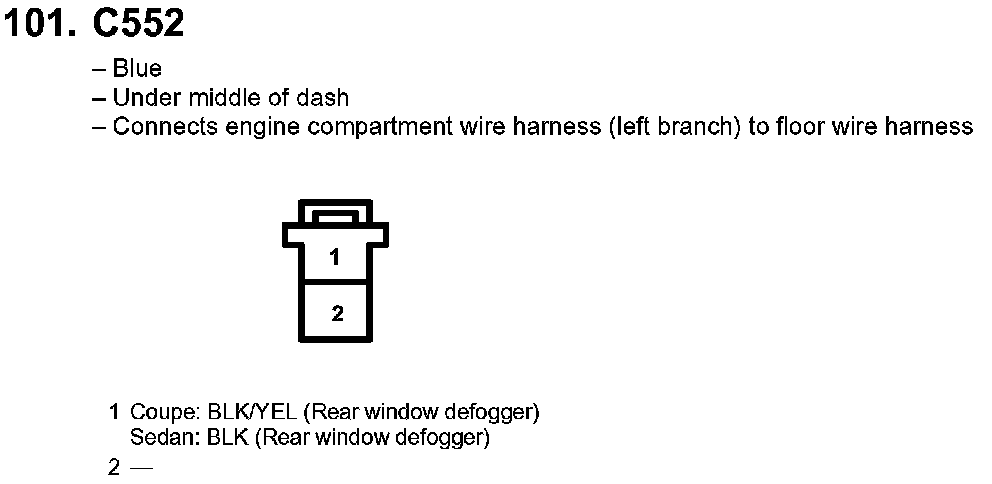 101. C552
– Blue
– Under middle of dash
– Connects engine compartment wire harness (left branch) to floor wire harness
1
2
1 Coupe: BLK/YEL (Rear window defogger)
Sedan: BLK (Rear window defogger)
2 —